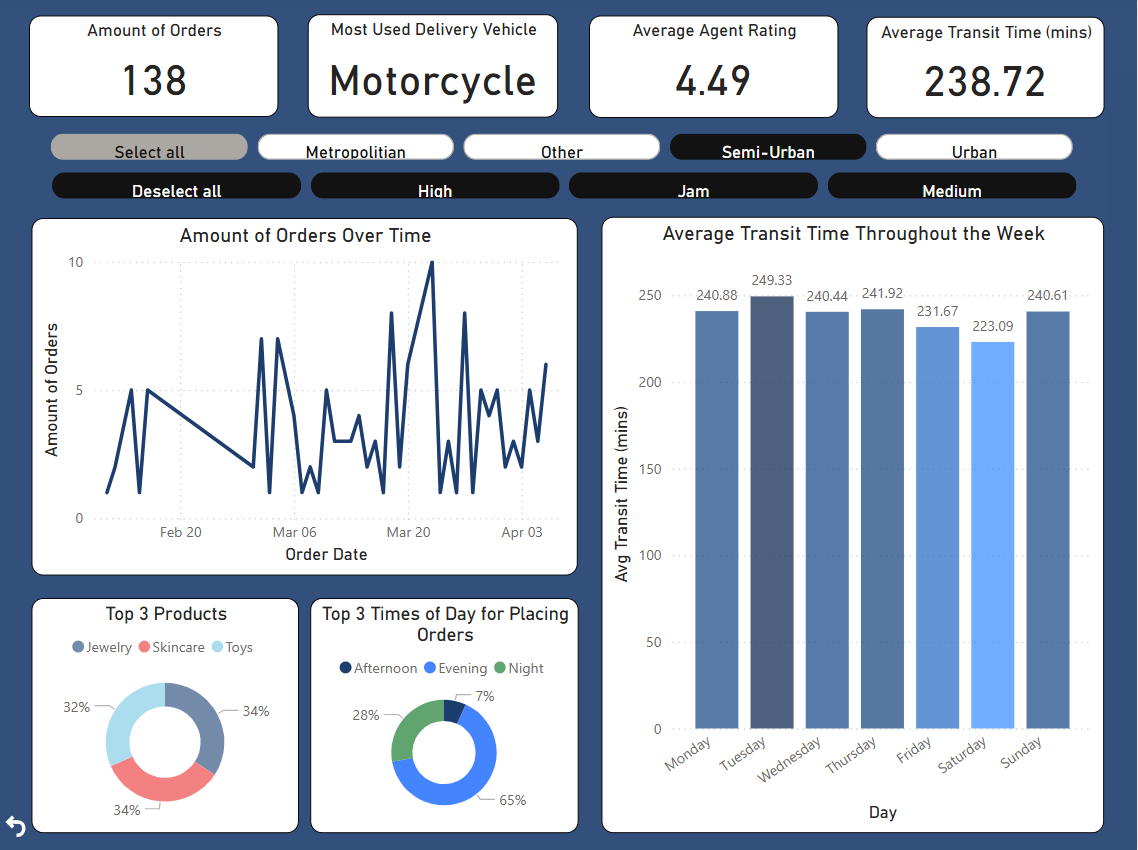 Amount of Orders
138
Most Used Delivery Vehicle
Motorcycle
Average Agent Rating
4.49
Average Transit Time (mins)
238.72
Select all
Metropolitian
Other
Semi-Urban
Urban
Deselect all
High
Jam
Medium
Amount of Orders Over Time
Amount of Orders
10
5
0
Feb 20
Mar 06
Mar 20
Apr 03
Order Date
Average Transit Time Throughout the Week
Avg Transit Time (mins)
250
200
150
100
50
0
240.88
249.33
240.44
241.92
231.67
223.09
240.61
Monday
Tuesday
Wednesday
Thursday
Friday
Saturday
Sunday
Day
Top 3 Products
Jewelry
Skincare
Toys
32%
34%
34%
Top 3 Times of Day for Placing
Orders
Afternoon
Evening
Night
7%
28%
65%